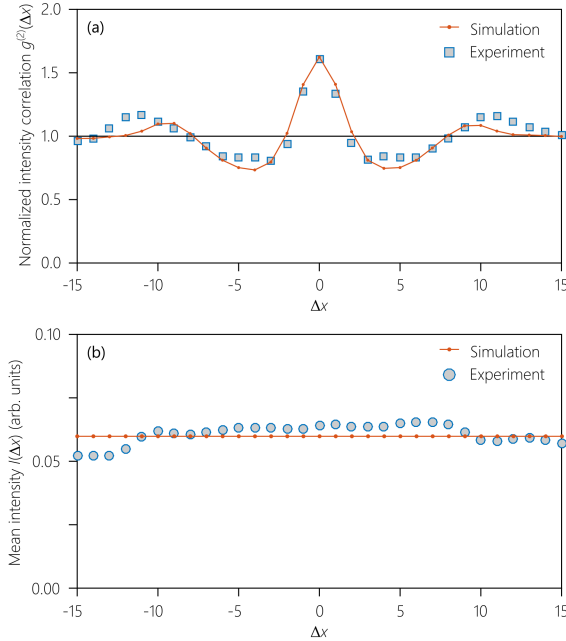 2.0
(a)
Simulation
Experiment
1.5
1.0
0.5
0.0
Normalized intensity correlation g⁽²⁾(Δx)
-15 -10 -5 0 5 10 15
Δx
0.10
(b)
Simulation
Experiment
0.05
0.00
Mean intensity I(Δx) (arb. units)
-15 -10 -5 0 5 10 15
Δx